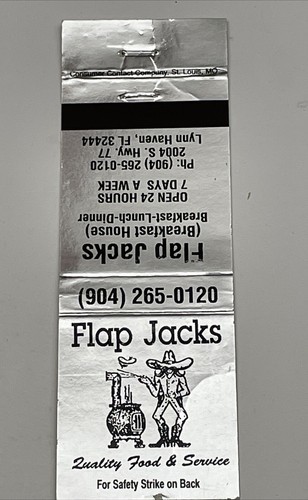 Consumer Contact Company, St. Louis, MO
Flap Jacks
(Breakfast House)
Breakfast-Lunch-Dinner
OPEN 24 HOURS
7 DAYS A WEEK
Ph: (904) 265-0120
2004 S. Hwy. 77
Lynn Haven, FL 32444
(904) 265-0120
Flap Jacks
Quality Food & Service
For Safety Strike on Back